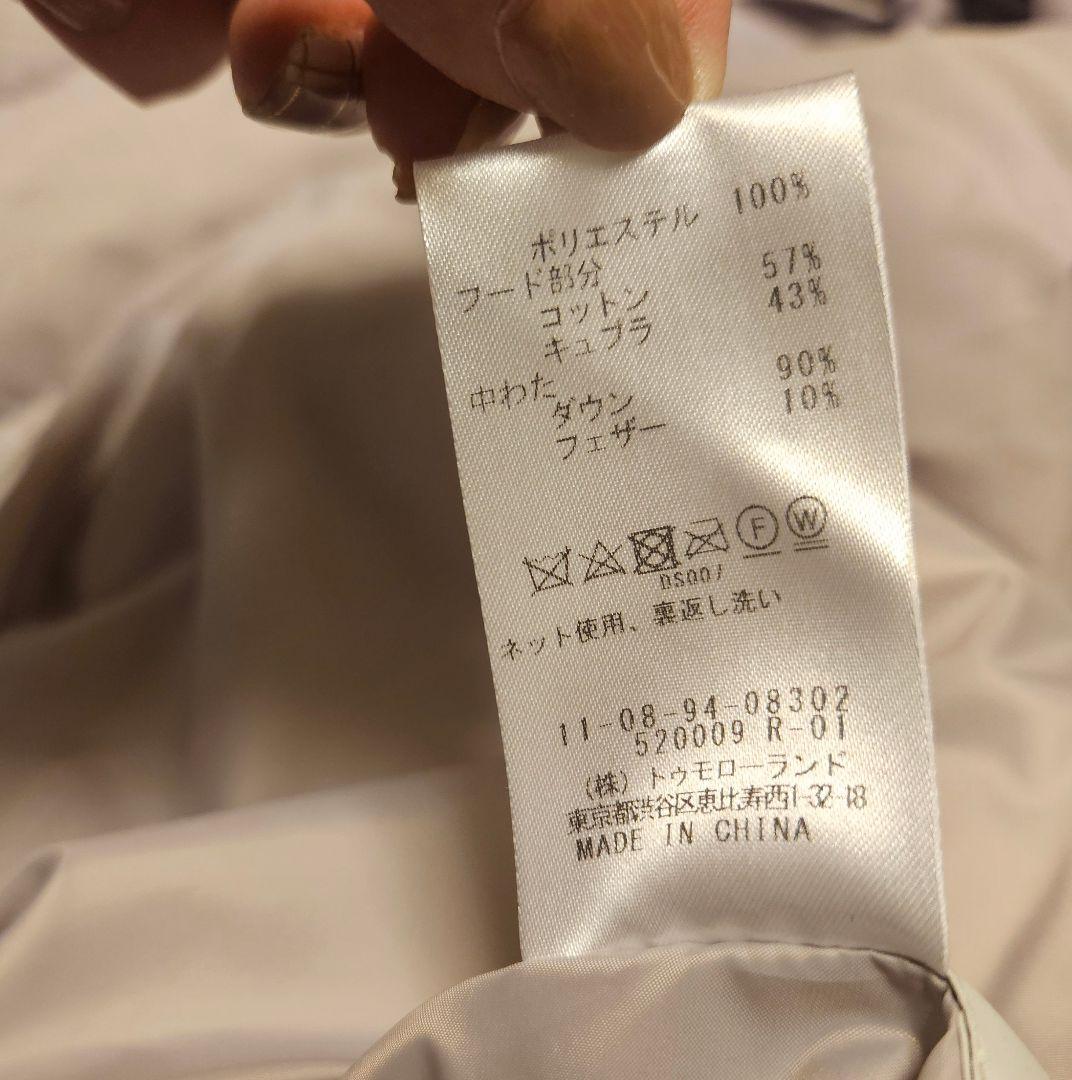 ポリエステル 100%
フード部分
コットン 57%
キュプラ 43%
中わた
ダウン 90%
フェザー 10%
F W
DS007
ネット使用、裏返し洗い
11-08-94-08302
520009 R-01
（株）トゥモローランド
東京都渋谷区恵比寿西1-32-18
MADE IN CHINA